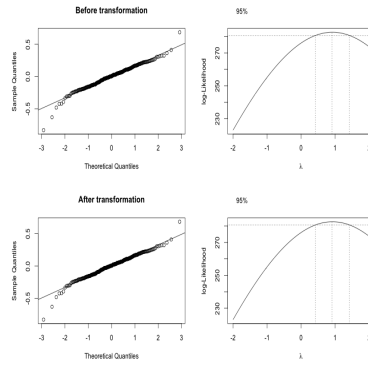 Before transformation
95%
Sample Quantiles
0.5
0.0
-0.5
-3 -2 -1 0 1 2 3
Theoretical Quantiles
log-Likelihood
270
250
230
-2 -1 0 1 2
λ
After transformation
95%
Sample Quantiles
0.5
0.0
-0.5
-3 -2 -1 0 1 2 3
Theoretical Quantiles
log-Likelihood
270
250
230
-2 -1 0 1 2
λ